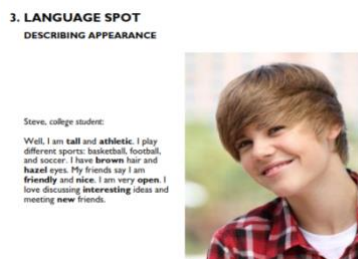 3. LANGUAGE SPOT
DESCRIBING APPEARANCE
Steve, college student:
Well, I am tall and athletic. I play
different sports: basketball, football,
and soccer. I have brown hair and
hazel eyes. My friends say I am
friendly and nice. I am very open. I
love discussing interesting ideas and
meeting new friends.